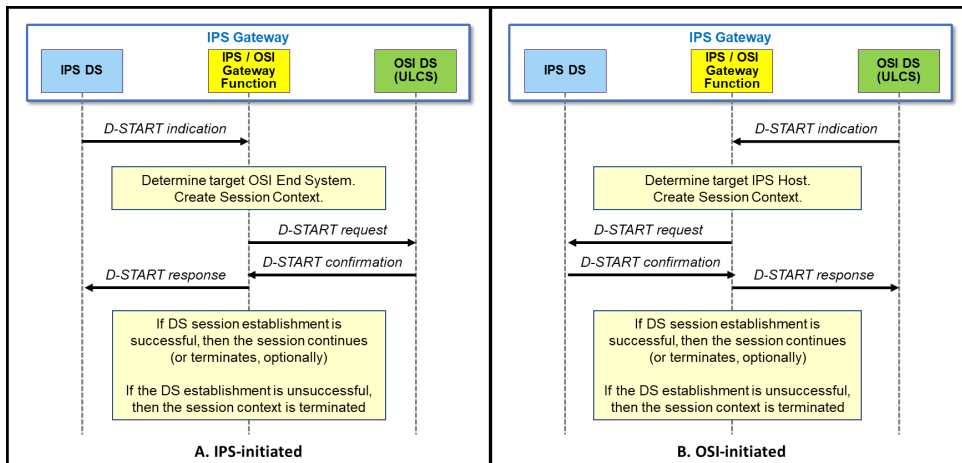 IPS Gateway
IPS DS
IPS / OSI
Gateway
Function
OSI DS
(ULCS)
D-START indication
Determine target OSI End System.
Create Session Context.
D-START request
D-START confirmation
D-START response
If DS session establishment is
successful, then the session continues
(or terminates, optionally)
If the DS establishment is unsuccessful,
then the session context is terminated
A. IPS-initiated
IPS Gateway
IPS DS
IPS / OSI
Gateway
Function
OSI DS
(ULCS)
D-START indication
Determine target IPS Host.
Create Session Context.
D-START request
D-START confirmation
D-START response
If DS session establishment is
successful, then the session continues
(or terminates, optionally)
If the DS establishment is unsuccessful,
then the session context is terminated
B. OSI-initiated